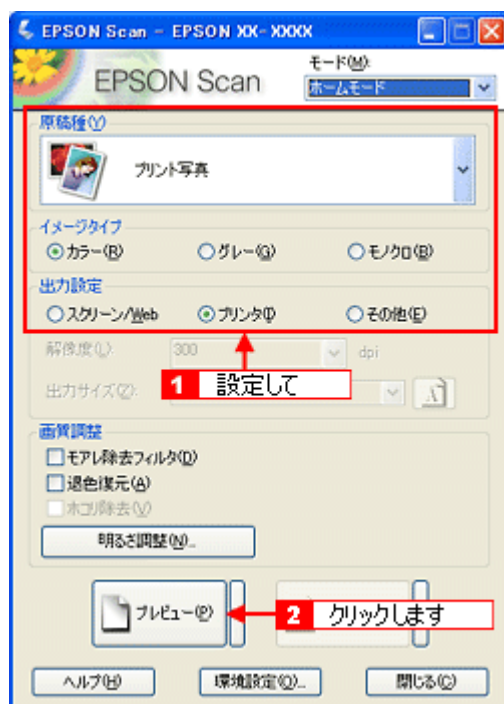 EPSON Scan - EPSON XX-XXXX
EPSON Scan
モード(M):
ホームモード
原稿種(Y)
プリント写真
イメージタイプ
カラー(R) グレー(G) モノクロ(B)
出力設定
スクリーン/Web プリンタ(I) その他(E)
解像度(L): 300 dpi
1 設定して
出力サイズ(Z):
画質調整
モアレ除去フィルタ(D)
退色復元(A)
ホコリ除去(V)
明るさ調整(N)...
プレビュー(P)
2 クリックします
ヘルプ(H) 環境設定(O)... 閉じる(C)